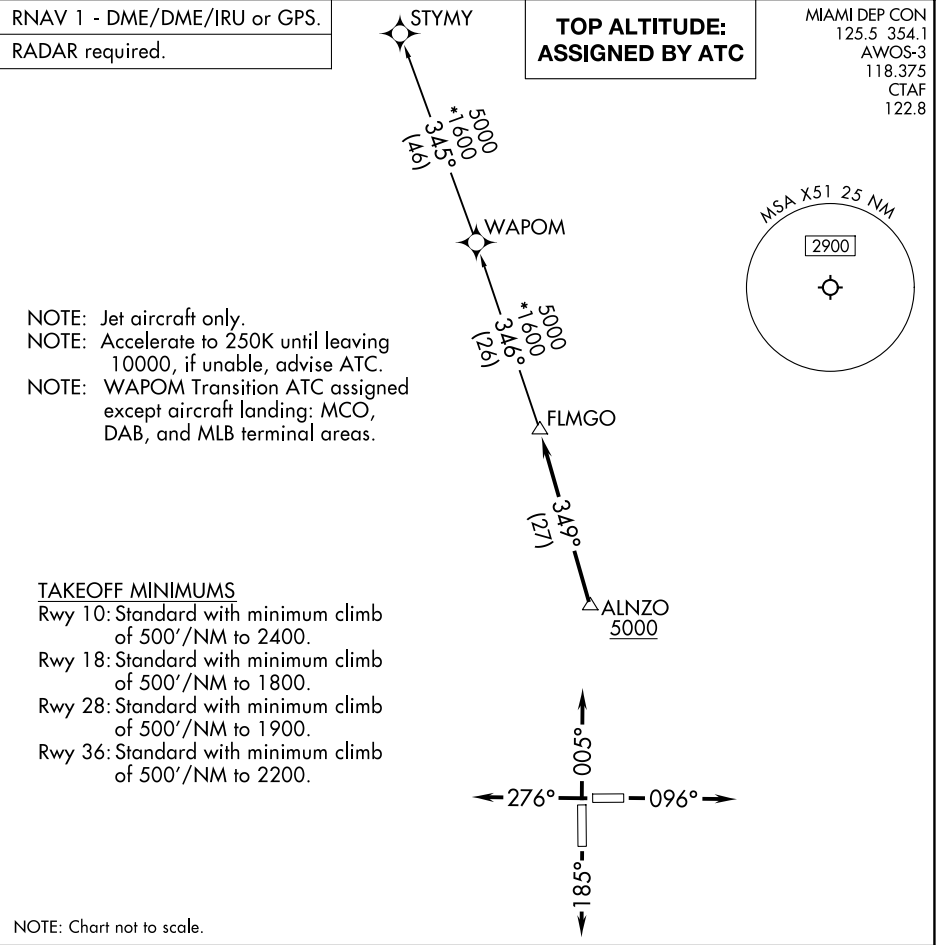 RNAV 1 - DME/DME/IRU or GPS.
RADAR required.
STYMY
TOP ALTITUDE:
ASSIGNED BY ATC
MIAMI DEP CON
125.5 354.1
AWOS-3
118.375
CTAF
122.8
5000
*1600
345°
(46)
MSA X51 25 NM
2900
WAPOM
5000
*1600
346°
(26)
NOTE: Jet aircraft only.
NOTE: Accelerate to 250K until leaving
10000, if unable, advise ATC.
NOTE: WAPOM Transition ATC assigned
except aircraft landing: MCO,
DAB, and MLB terminal areas.
FLMGO
349°
(27)
ALNZO
5000
TAKEOFF MINIMUMS
Rwy 10: Standard with minimum climb
of 500'/NM to 2400.
Rwy 18: Standard with minimum climb
of 500'/NM to 1800.
Rwy 28: Standard with minimum climb
of 500'/NM to 1900.
Rwy 36: Standard with minimum climb
of 500'/NM to 2200.
005°
276°
096°
185°
NOTE: Chart not to scale.